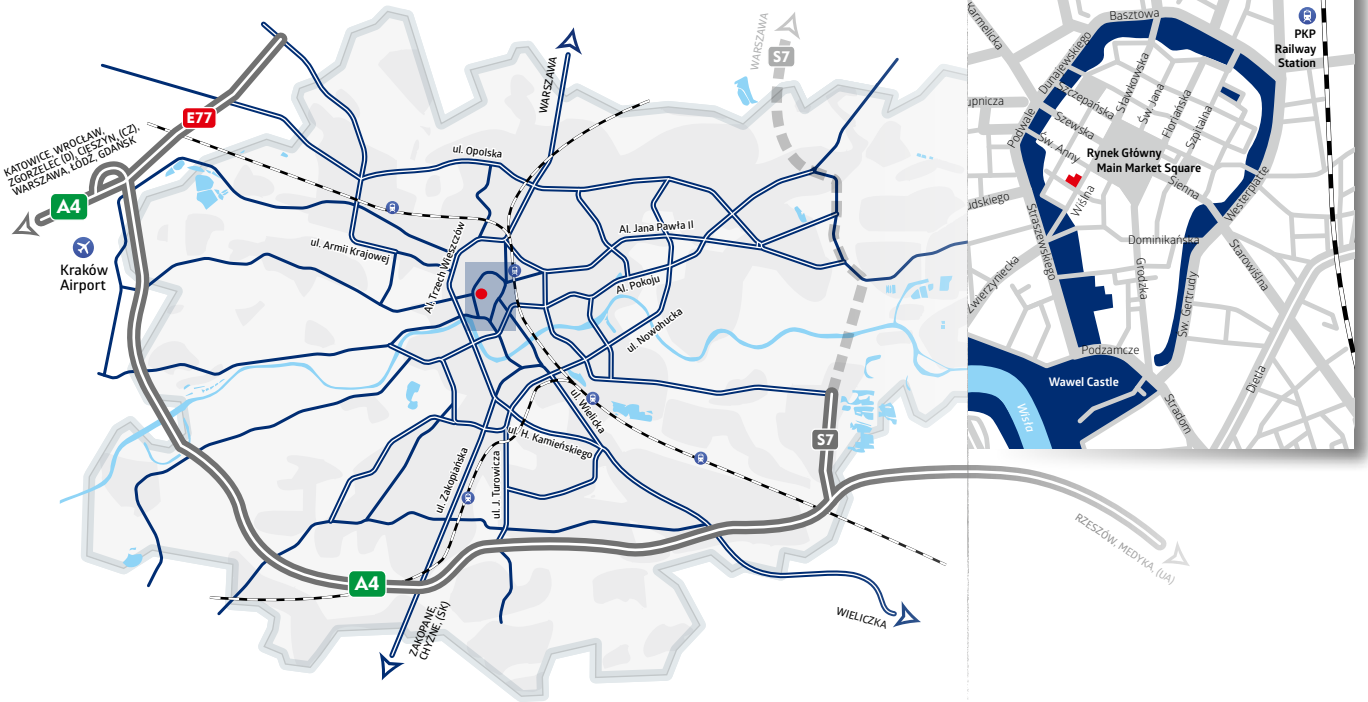 WARSZAWA
S7
WARSZAWA
E77
KATOWICE, WROCŁAW,
ZGORZELEC (D), CIESZYN, (CZ),
WARSZAWA, ŁÓDŹ, GDAŃSK
A4
Kraków
Airport
ul. Opolska
ul. Armii Krajowej
Al. Trzech Wieszczów
Al. Jana Pawła II
Al. Pokoju
ul. Nowohucka
ul. Wielicka
ul. H. Kamieńskiego
ul. Zakopiańska
ul. J. Turowicza
S7
A4
ZAKOPANE,
CHYŻNE, (SK)
WIELICZKA
RZESZÓW, MEDYKA, (UA)
Karmelicka
Basztowa
PKP
Railway
Station
Dunajewskiego
Szczepańska
Sławkowska
Św. Jana
Floriańska
Szpitalna
upnicza
Podwale
Szewska
Św. Anny
Rynek Główny
Main Market Square
Sienna
Wiślna
udskiego
Straszewskiego
Westerplatte
Dominikańska
Zwierzyniecka
Grodzka
Starowiślna
Św. Gertrudy
Podzamcze
Wawel Castle
Wisła
Stradom
Dietla